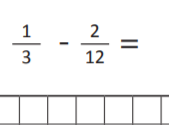 1/3 - 2/12 =